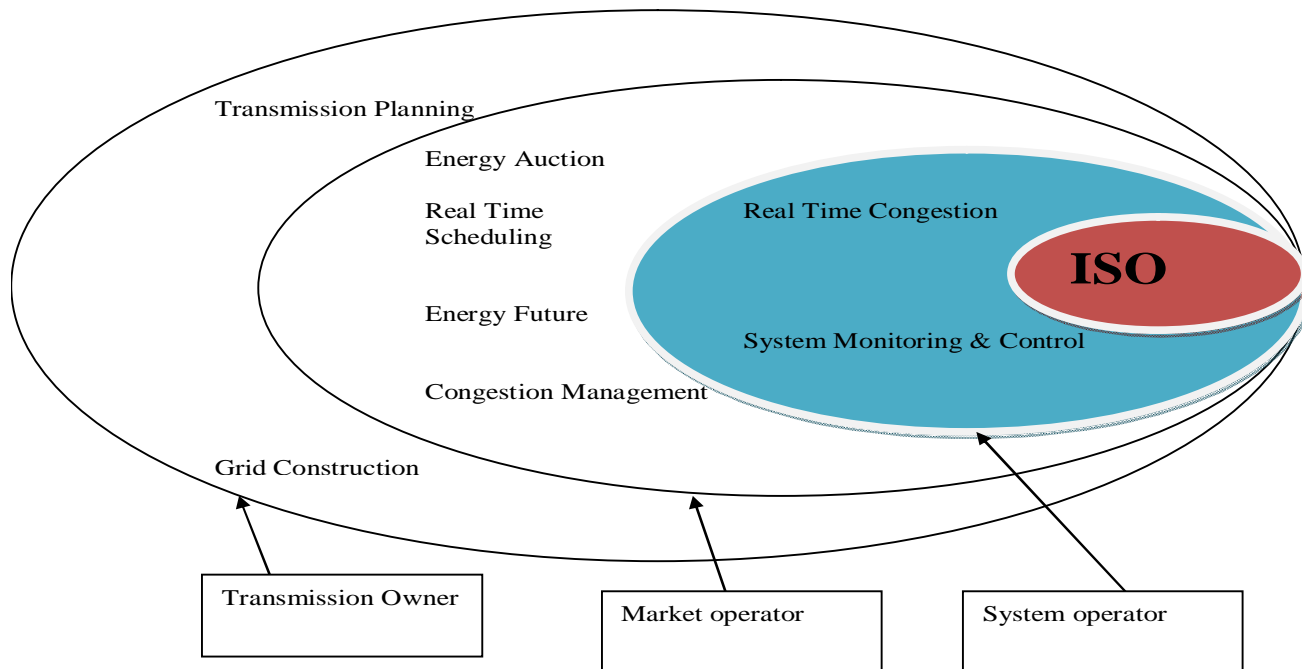 Transmission Planning
Energy Auction
Real Time
Scheduling
Real Time Congestion
ISO
Energy Future
System Monitoring & Control
Congestion Management
Grid Construction
Transmission Owner
Market operator
System operator